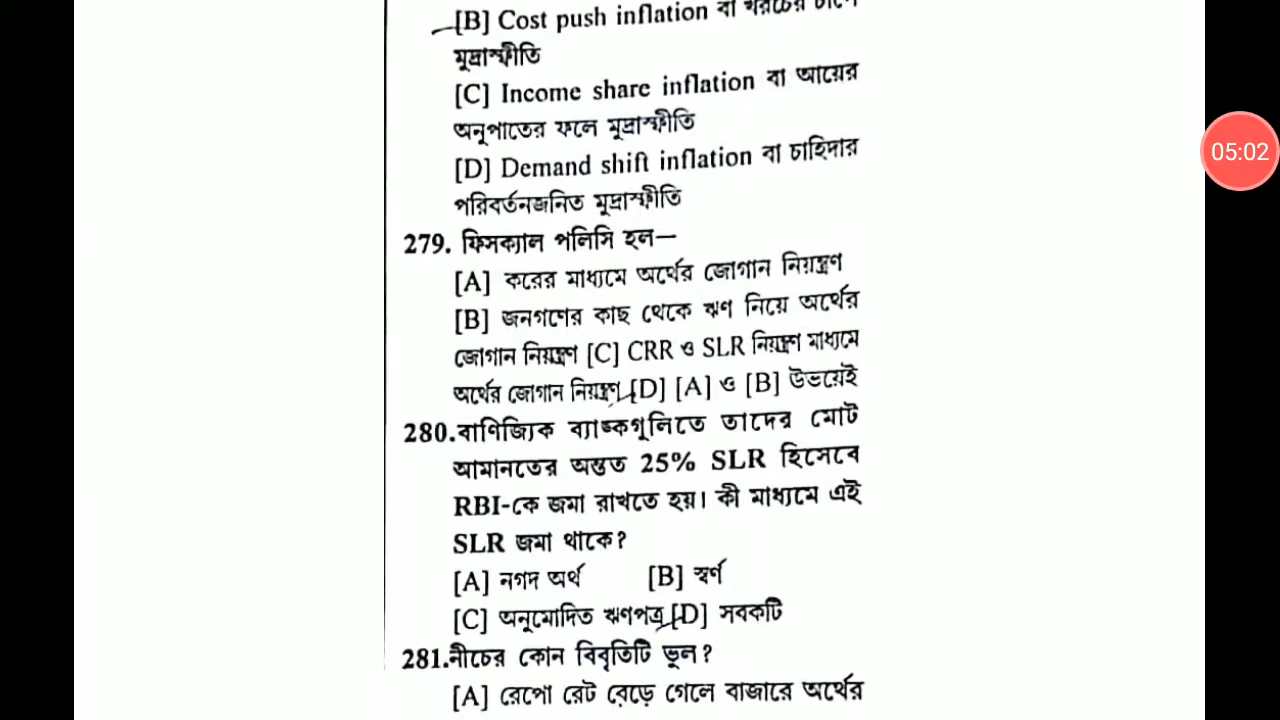 [B] Cost push inflation বা খরচের চাপে
মুদ্রাস্ফীতি
[C] Income share inflation বা আয়ের
অনুপাতের ফলে মুদ্রাস্ফীতি
[D] Demand shift inflation বা চাহিদার
পরিবর্তনজনিত মুদ্রাস্ফীতি
279. ফিসক্যাল পলিসি হল—
[A] করের মাধ্যমে অর্থের জোগান নিয়ন্ত্রণ
[B] জনগণের কাছ থেকে ঋণ নিয়ে অর্থের
জোগান নিয়ন্ত্রণ [C] CRR ও SLR নিয়ন্ত্রণ মাধ্যমে
অর্থের জোগান নিয়ন্ত্রণ [D] [A] ও [B] উভয়েই
280. বাণিজ্যিক ব্যাঙ্কগুলিতে তাদের মোট
আমানতের অন্তত 25% SLR হিসেবে
RBI-কে জমা রাখতে হয়। কী মাধ্যমে এই
SLR জমা থাকে?
[A] নগদ অর্থ [B] স্বর্ণ
[C] অনুমোদিত ঋণপত্র [D] সবকটি
281. নীচের কোন বিবৃতিটি ভুল?
[A] রেপো রেট বেড়ে গেলে বাজারে অর্থের
05:02